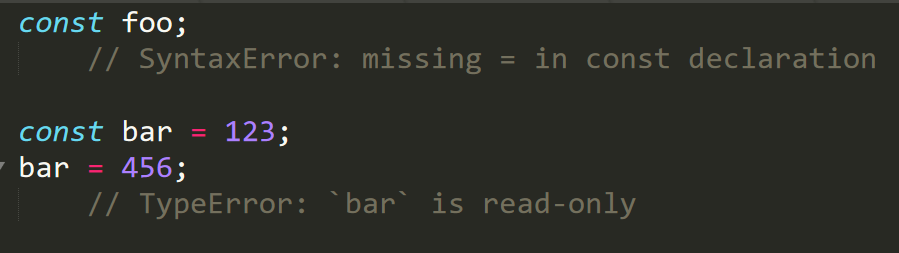 const foo;
// SyntaxError: missing = in const declaration
const bar = 123;
bar = 456;
// TypeError: `bar` is read-only